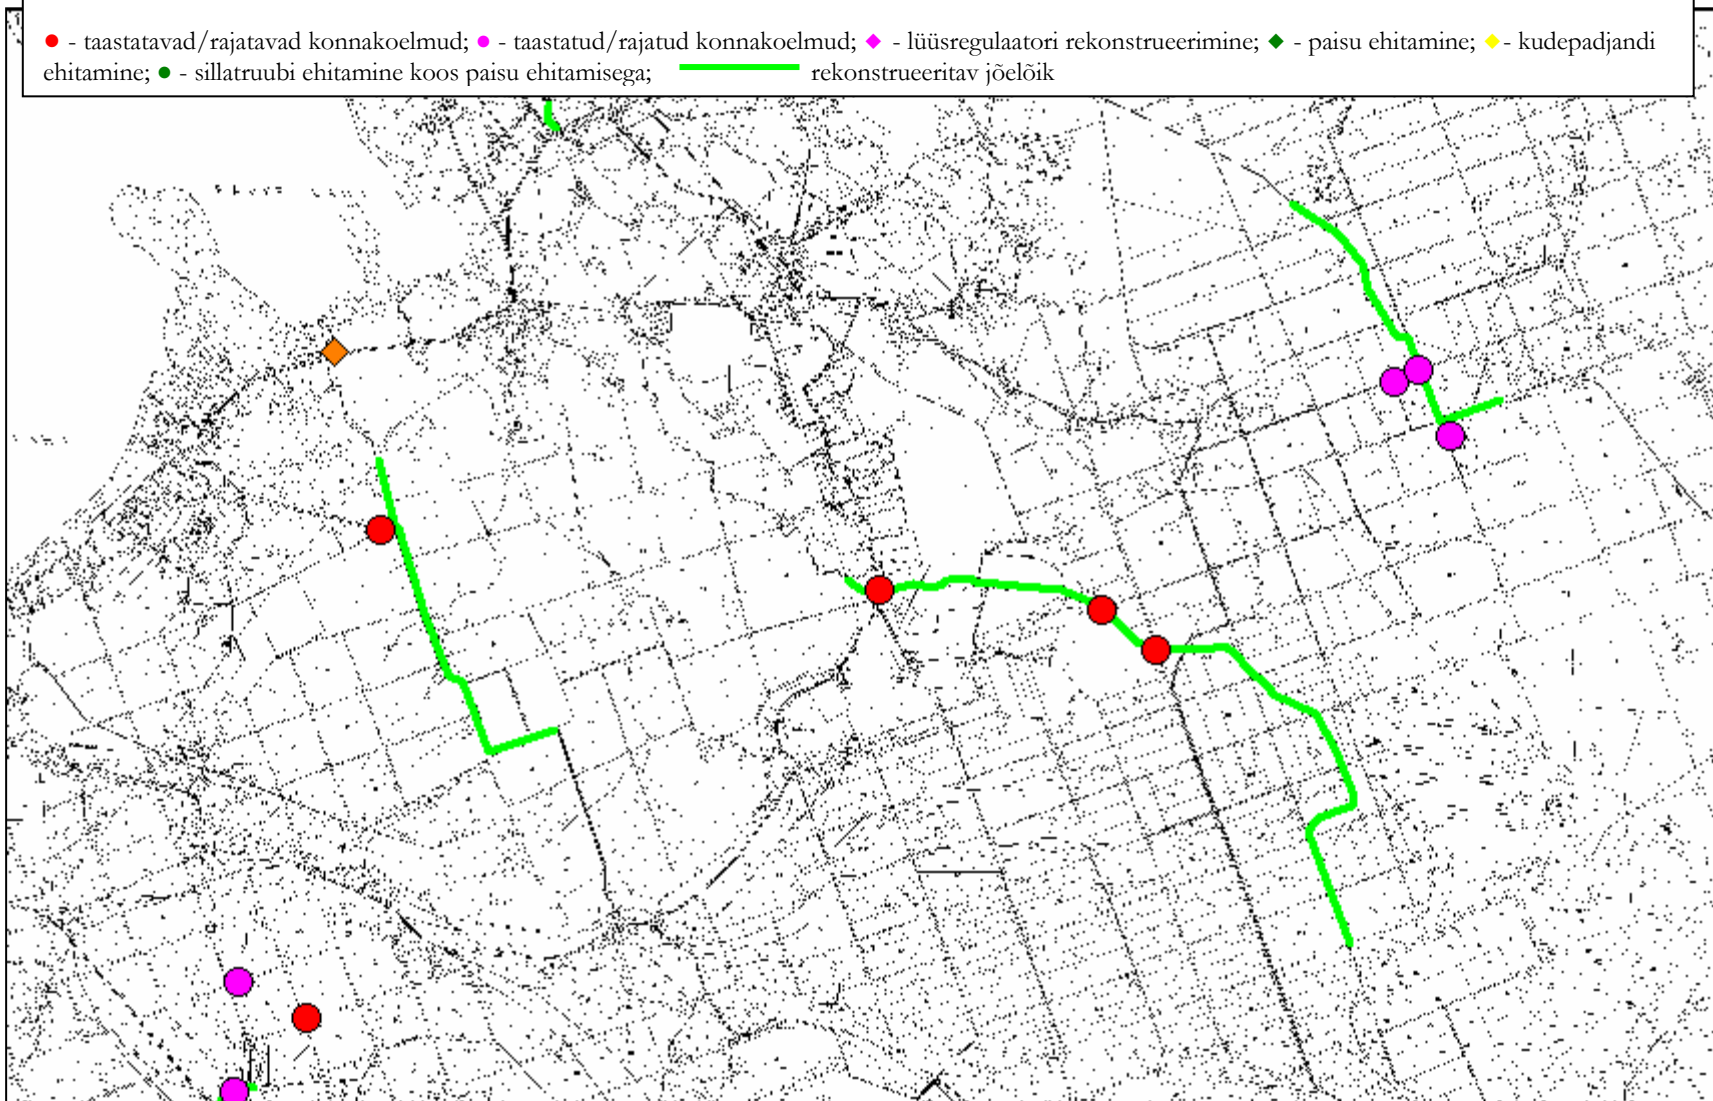 ● - taastatavad/rajatavad konnakoelmud; ● - taastatud/rajatud konnakoelmud; ◆ - lüüsregulaatori rekonstrueerimine; ◆ - paisu ehitamine; ◆- kudepadjandi
ehitamine; ● - sillatruubi ehitamine koos paisu ehitamisega; rekonstrueeritav jõelõik